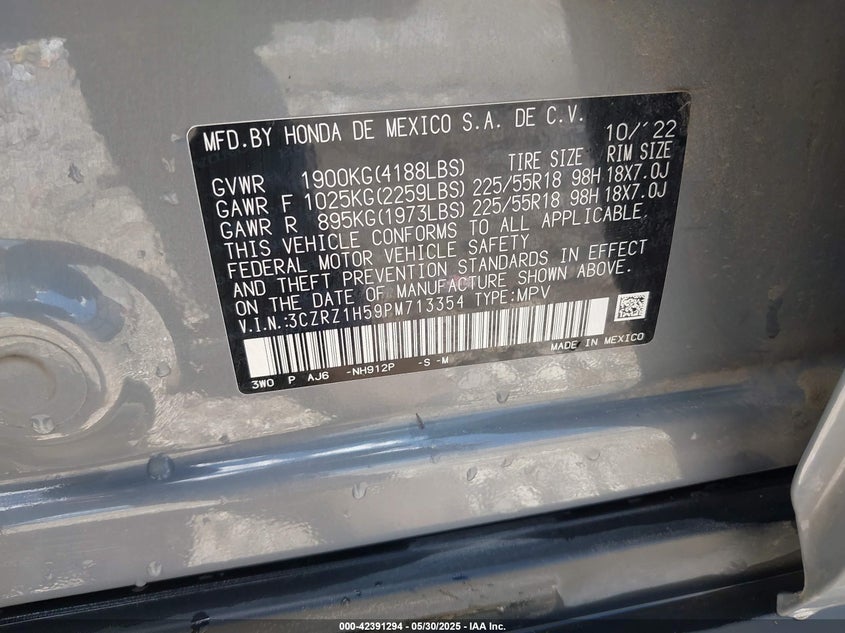 MFD.BY HONDA DE MEXICO S.A. DE C.V. 10/'22
GVWR 1900KG(4188LBS) TIRE SIZE RIM SIZE
GAWR F 1025KG(2259LBS) 225/55R18 98H 18X7.0J
GAWR R 895KG(1973LBS) 225/55R18 98H 18X7.0J
THIS VEHICLE CONFORMS TO ALL APPLICABLE.
FEDERAL MOTOR VEHICLE SAFETY
AND THEFT PREVENTION STANDARDS IN EFFECT
ON THE DATE OF MANUFACTURE SHOWN ABOVE.
V.I.N.:3CZRZ1H59PM713354 TYPE:MPV
MADE IN MEXICO
3W0 P AJ6 -NH912P -S -M
000-42391294 - 05/30/2025 - IAA Inc.